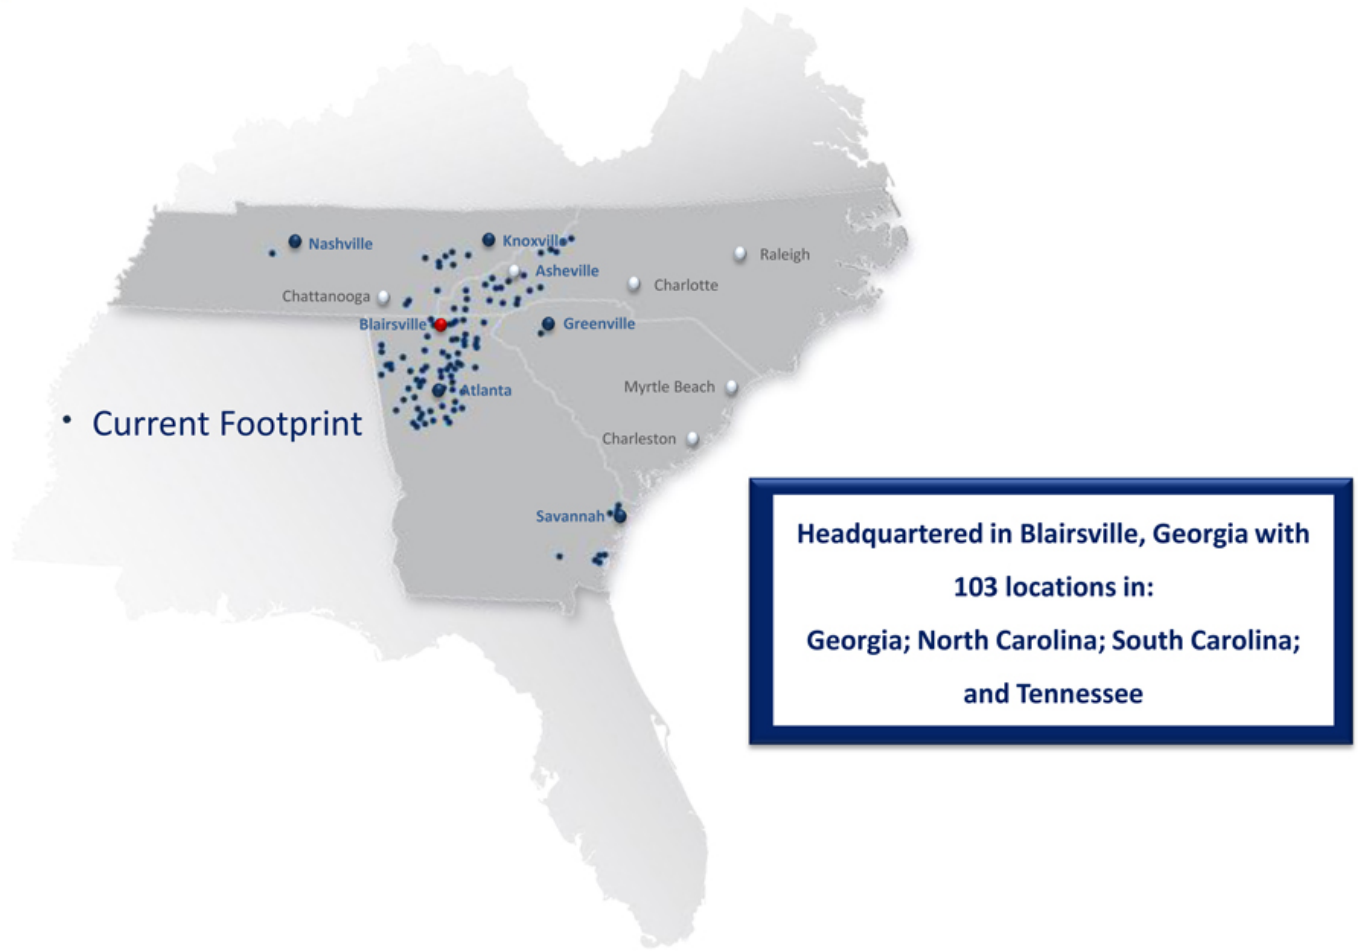 Nashville
Knoxville
Raleigh
Asheville
Charlotte
Chattanooga
Blairsville
Greenville
Myrtle Beach
Atlanta
• Current Footprint
Charleston
Savannah
Headquartered in Blairsville, Georgia with
103 locations in:
Georgia; North Carolina; South Carolina;
and Tennessee